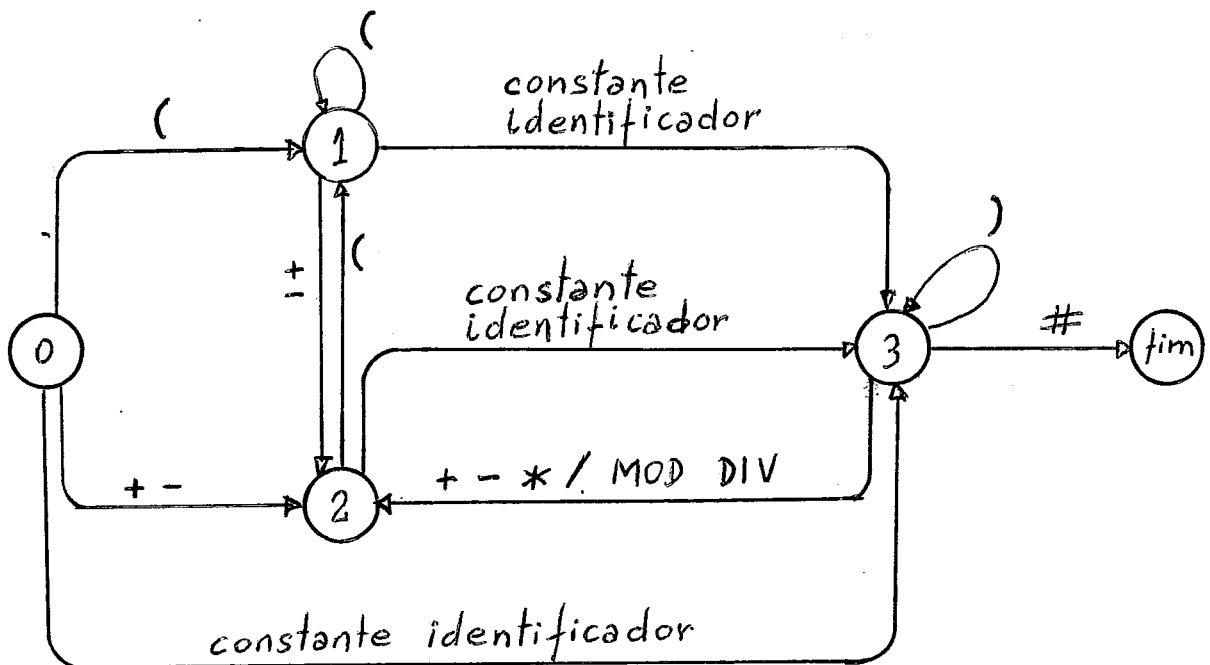 (
(
constante
identificador
1
)
±
(
constante
identificador
0
3
#
fim
+ - * / MOD DIV
+ -
2
constante identificador